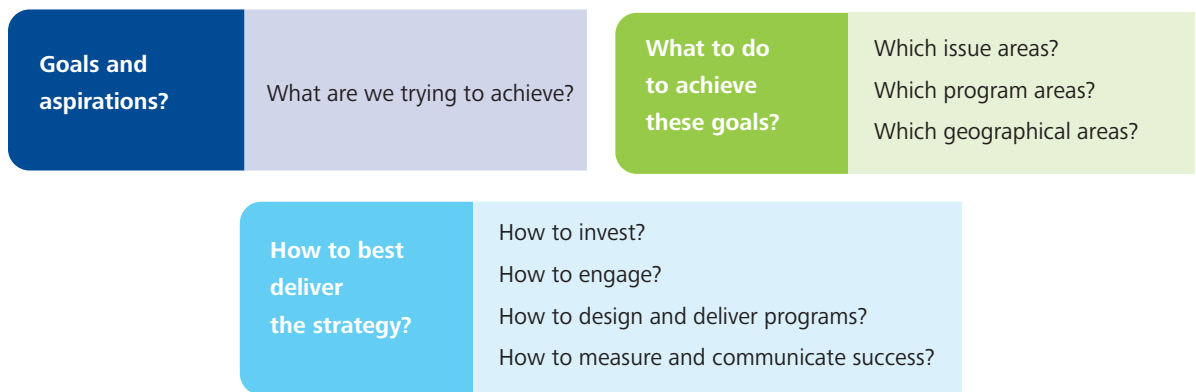 Goals and
aspirations?
What are we trying to achieve?
What to do
to achieve
these goals?
Which issue areas?
Which program areas?
Which geographical areas?
How to best
deliver
the strategy?
How to invest?
How to engage?
How to design and deliver programs?
How to measure and communicate success?